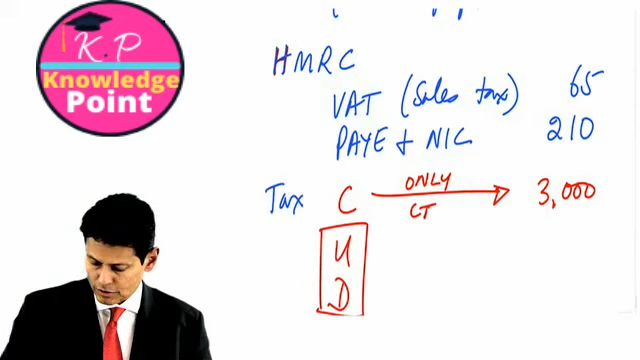 K.P
Knowledge
Point
HMRC
VAT (Sales tax) 65
PAYE + NIC 210
Tax C ONLY 3,000
CT
U
D